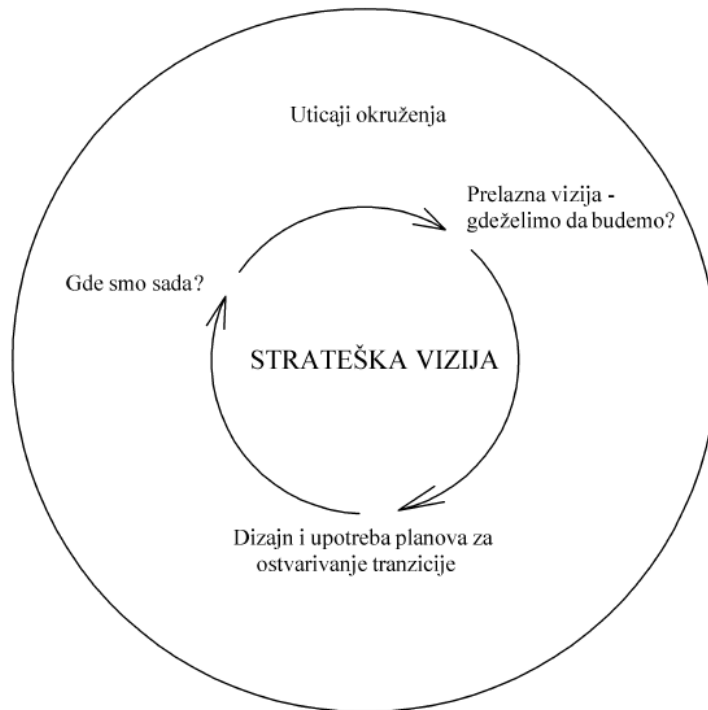 Uticaji okruženja
Prelazna vizija -
gdeželimo da budemo?
Gde smo sada?
STRATEŠKA VIZIJA
Dizajn i upotreba planova za
ostvarivanje tranzicije